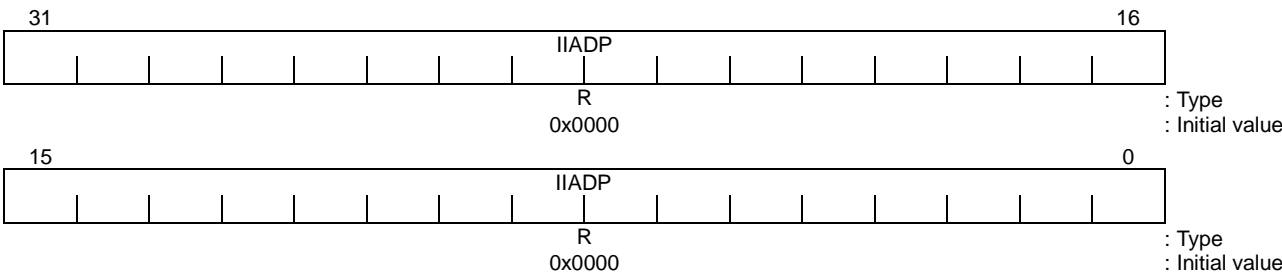 31 16
IIADP
R : Type
0x0000 : Initial value
15 0
IIADP
R : Type
0x0000 : Initial value